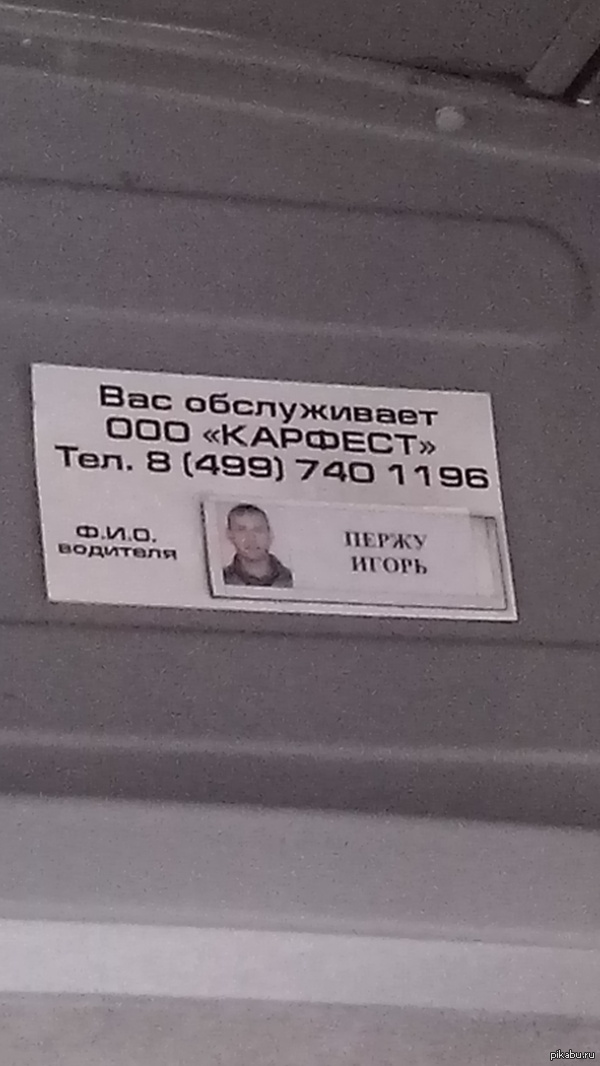 Вас обслуживает
ООО «КАРФЕСТ»
Тел. 8 (499) 740 1196
Ф.И.О.
водителя
ПЕРЖУ
ИГОРЬ
pikabu.ru